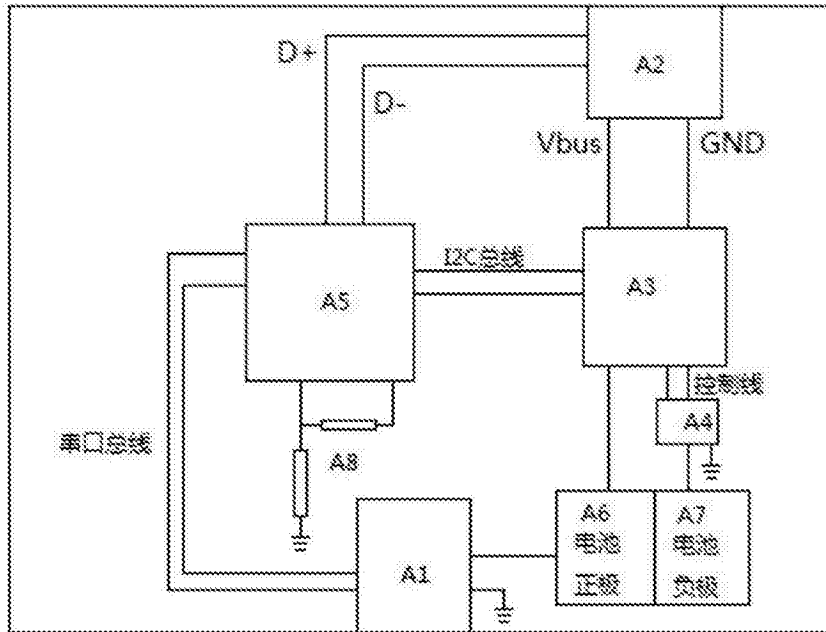 D+
A2
D-
Vbus
GND
I2C总线
A5
A3
控制线
A4
串口总线
A8
A6
电池
正极
A7
电池
负极
A1